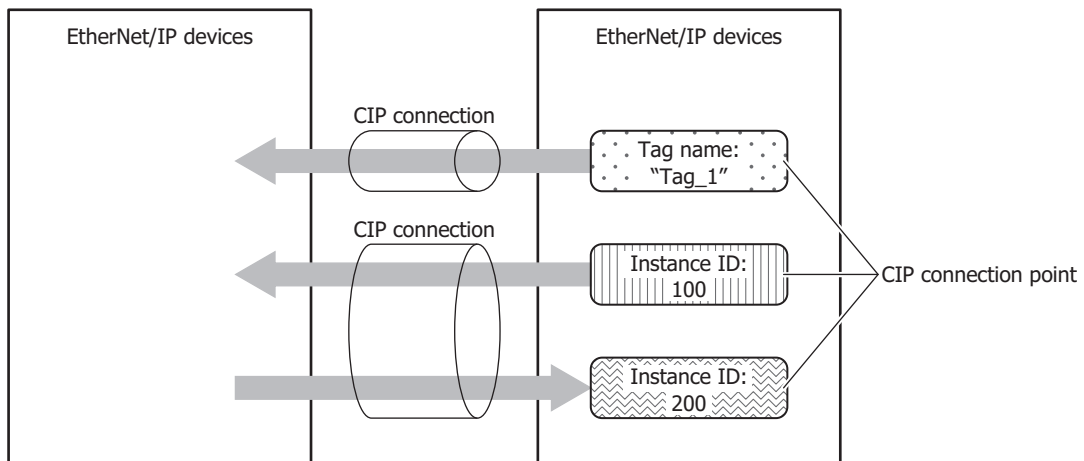 EtherNet/IP devices
EtherNet/IP devices
CIP connection
Tag name:
“Tag_1”
CIP connection
Instance ID:
100
CIP connection point
Instance ID:
200